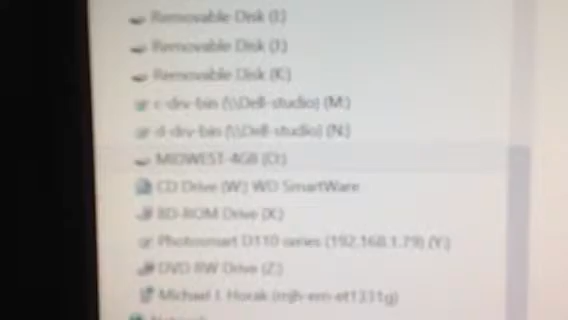 Removable Disk (I:)
Removable Disk (J:)
Removable Disk (K:)
c-drv-bin (\\Dell-studio) (M:)
d-drv-bin (\\Dell-studio) (N:)
MIDWEST-4GB (O:)
CD Drive (W:) WD SmartWare
BD-ROM Drive (X:)
Photosmart D110 series (192.168.1.79) (Y:)
DVD RW Drive (Z:)
Michael J. Horak (mjh-em-et1331g)
Network